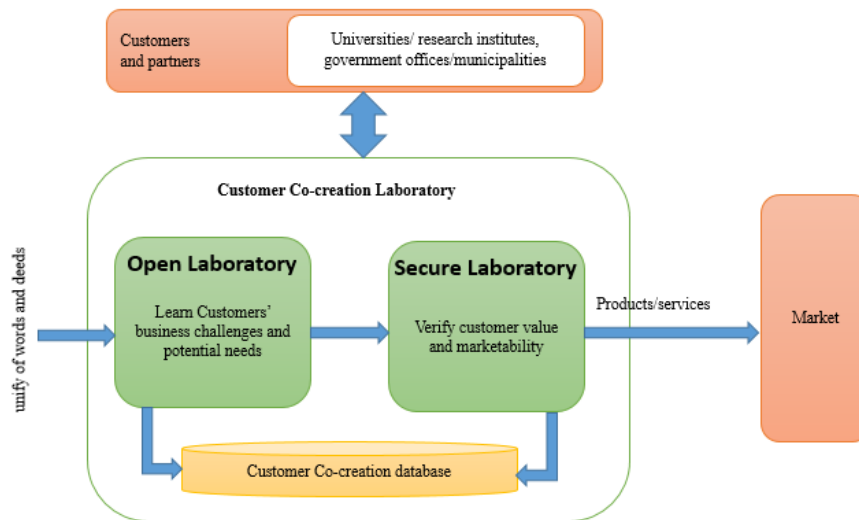 Customers
and partners
Universities/ research institutes,
government offices/municipalities
Customer Co-creation Laboratory
unify of words and deeds
Open Laboratory
Learn Customers’
business challenges and
potential needs
Secure Laboratory
Verify customer value
and marketability
Products/services
Market
Customer Co-creation database